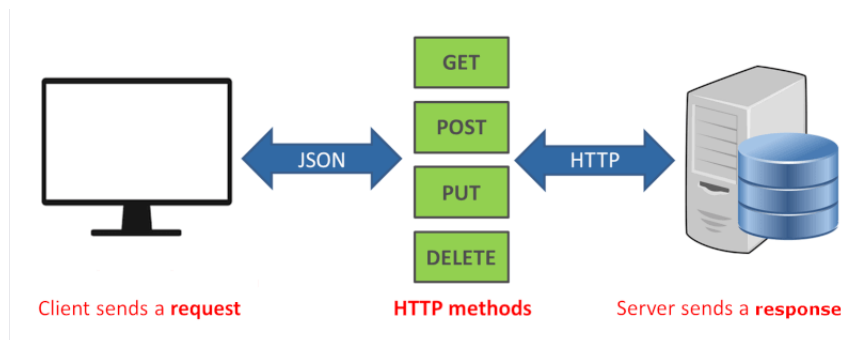 GET
POST
JSON
HTTP
PUT
DELETE
Client sends a request
HTTP methods
Server sends a response